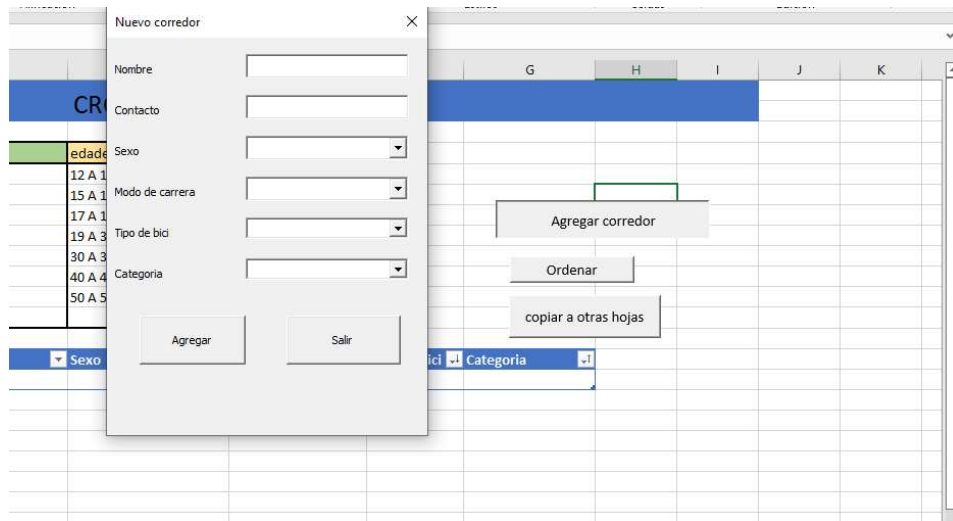 Nuevo corredor
G H I J K
CR
Nombre
Contacto
edade
Sexo
12 A 1
15 A 1
Modo de carrera
17 A 1
Agregar corredor
19 A 3
Tipo de bici
30 A 3
Categoria
Ordenar
40 A 4
50 A 5
copiar a otras hojas
Agregar
Salir
Sexo
ici
Categoria